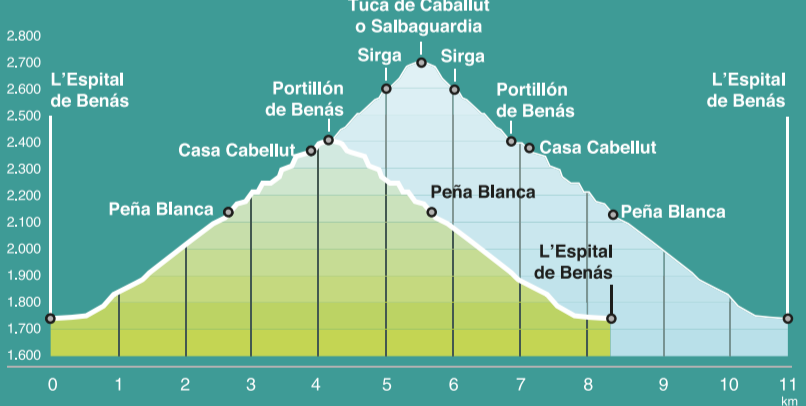 Tuca de Caballut
o Salbaguardia
Sirga
Sirga
L'Espital
de Benás
Portillón
de Benás
Portillón
de Benás
L'Espital
de Benás
Casa Cabellut
Casa Cabellut
Peña Blanca
Peña Blanca
Peña Blanca
L'Espital
de Benás
2.800
2.700
2.600
2.500
2.400
2.300
2.200
2.100
2.000
1.900
1.800
1.700
1.600
0 1 2 3 4 5 6 7 8 9 10 11
km